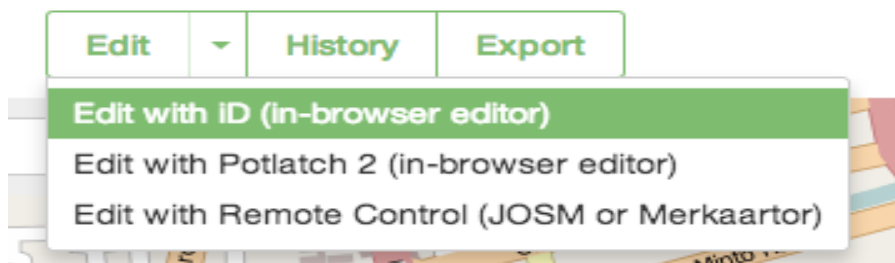 Edit History Export
Edit with iD (in-browser editor)
Edit with Potlatch 2 (in-browser editor)
Edit with Remote Control (JOSM or Merkaartor)
Minto